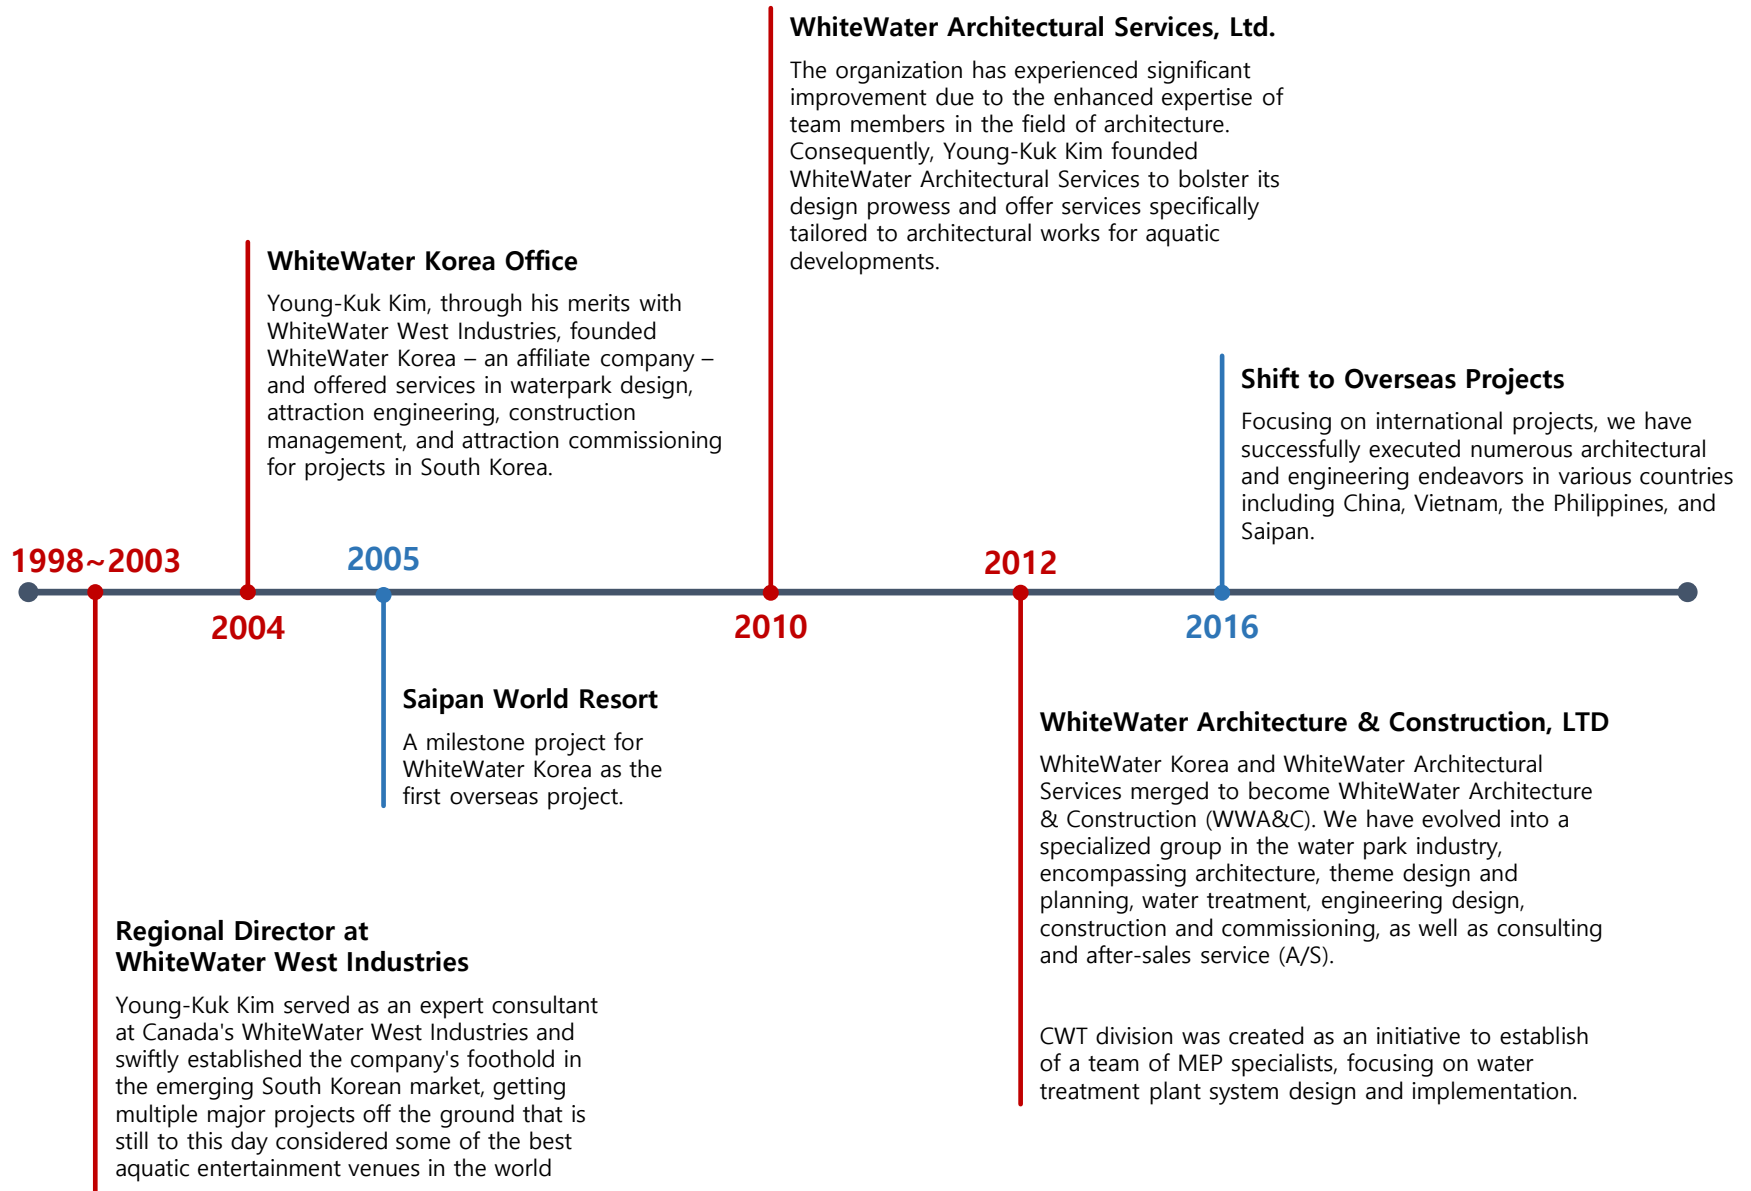 WhiteWater Architectural Services, Ltd.
The organization has experienced significant
improvement due to the enhanced expertise of
team members in the field of architecture.
Consequently, Young-Kuk Kim founded
WhiteWater Architectural Services to bolster its
design prowess and offer services specifically
tailored to architectural works for aquatic
developments.
WhiteWater Korea Office
Young-Kuk Kim, through his merits with
WhiteWater West Industries, founded
WhiteWater Korea – an affiliate company –
and offered services in waterpark design,
attraction engineering, construction
management, and attraction commissioning
for projects in South Korea.
Shift to Overseas Projects
Focusing on international projects, we have
successfully executed numerous architectural
and engineering endeavors in various countries
including China, Vietnam, the Philippines, and
Saipan.
1998~2003
2005
2012
2004
2010
2016
Saipan World Resort
A milestone project for
WhiteWater Korea as the
first overseas project.
WhiteWater Architecture & Construction, LTD
WhiteWater Korea and WhiteWater Architectural
Services merged to become WhiteWater Architecture
& Construction (WWA&C). We have evolved into a
specialized group in the water park industry,
encompassing architecture, theme design and
planning, water treatment, engineering design,
construction and commissioning, as well as consulting
and after-sales service (A/S).
CWT division was created as an initiative to establish
of a team of MEP specialists, focusing on water
treatment plant system design and implementation.
Regional Director at
WhiteWater West Industries
Young-Kuk Kim served as an expert consultant
at Canada's WhiteWater West Industries and
swiftly established the company's foothold in
the emerging South Korean market, getting
multiple major projects off the ground that is
still to this day considered some of the best
aquatic entertainment venues in the world